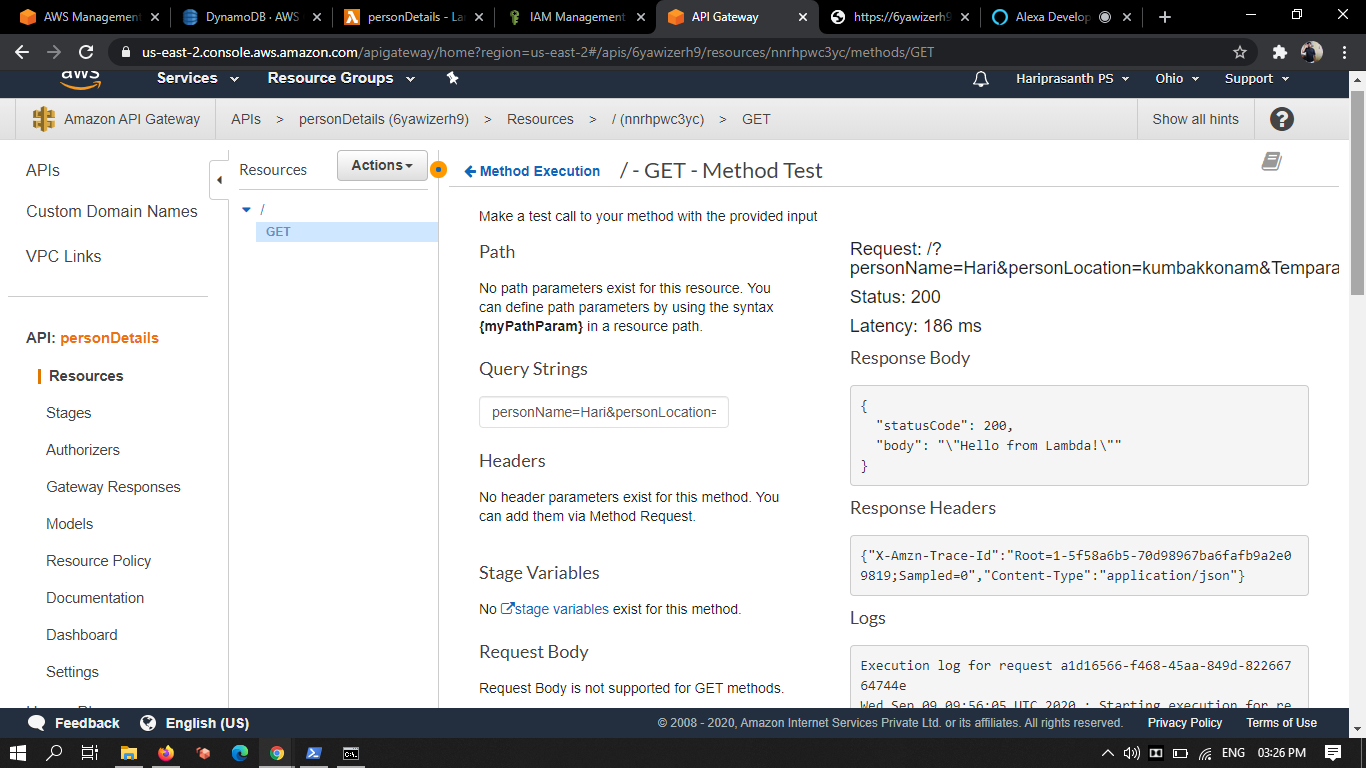 AWS Management
DynamoDB · AWS
personDetails - La
IAM Management
API Gateway
https://6yawizerh9
Alexa Develop
us-east-2.console.aws.amazon.com/apigateway/home?region=us-east-2#/apis/6yawizerh9/resources/nnrhpwc3yc/methods/GET
aws
Services
Resource Groups
Hariprasanth PS
Ohio
Support
Amazon API Gateway
APIs > personDetails (6yawizerh9) > Resources > / (nnrhpwc3yc) > GET
Show all hints
?
APIs
Custom Domain Names
VPC Links
API: personDetails
Resources
Stages
Authorizers
Gateway Responses
Models
Resource Policy
Documentation
Dashboard
Settings
Resources
Actions
/
GET
Method Execution
/ - GET - Method Test
Make a test call to your method with the provided input
Path
No path parameters exist for this resource. You
can define path parameters by using the syntax
{myPathParam} in a resource path.
Query Strings
personName=Hari&personLocation=
Headers
No header parameters exist for this method. You
can add them via Method Request.
Stage Variables
No stage variables exist for this method.
Request Body
Request Body is not supported for GET methods.
Request: /?
personName=Hari&personLocation=kumbakkonam&Tempara
Status: 200
Latency: 186 ms
Response Body
{
"statusCode": 200,
"body": "\"Hello from Lambda!\""
}
Response Headers
{"X-Amzn-Trace-Id":"Root=1-5f58a6b5-70d98967ba6fafb9a2e0
9819;Sampled=0","Content-Type":"application/json"}
Logs
Execution log for request a1d16566-f468-45aa-849d-822667
64744e
Wed Sep 09 09:56:05 UTC 2020 : Starting execution for re
Feedback
English (US)
© 2008 - 2020, Amazon Internet Services Private Ltd. or its affiliates. All rights reserved.
Privacy Policy
Terms of Use
ENG
03:26 PM